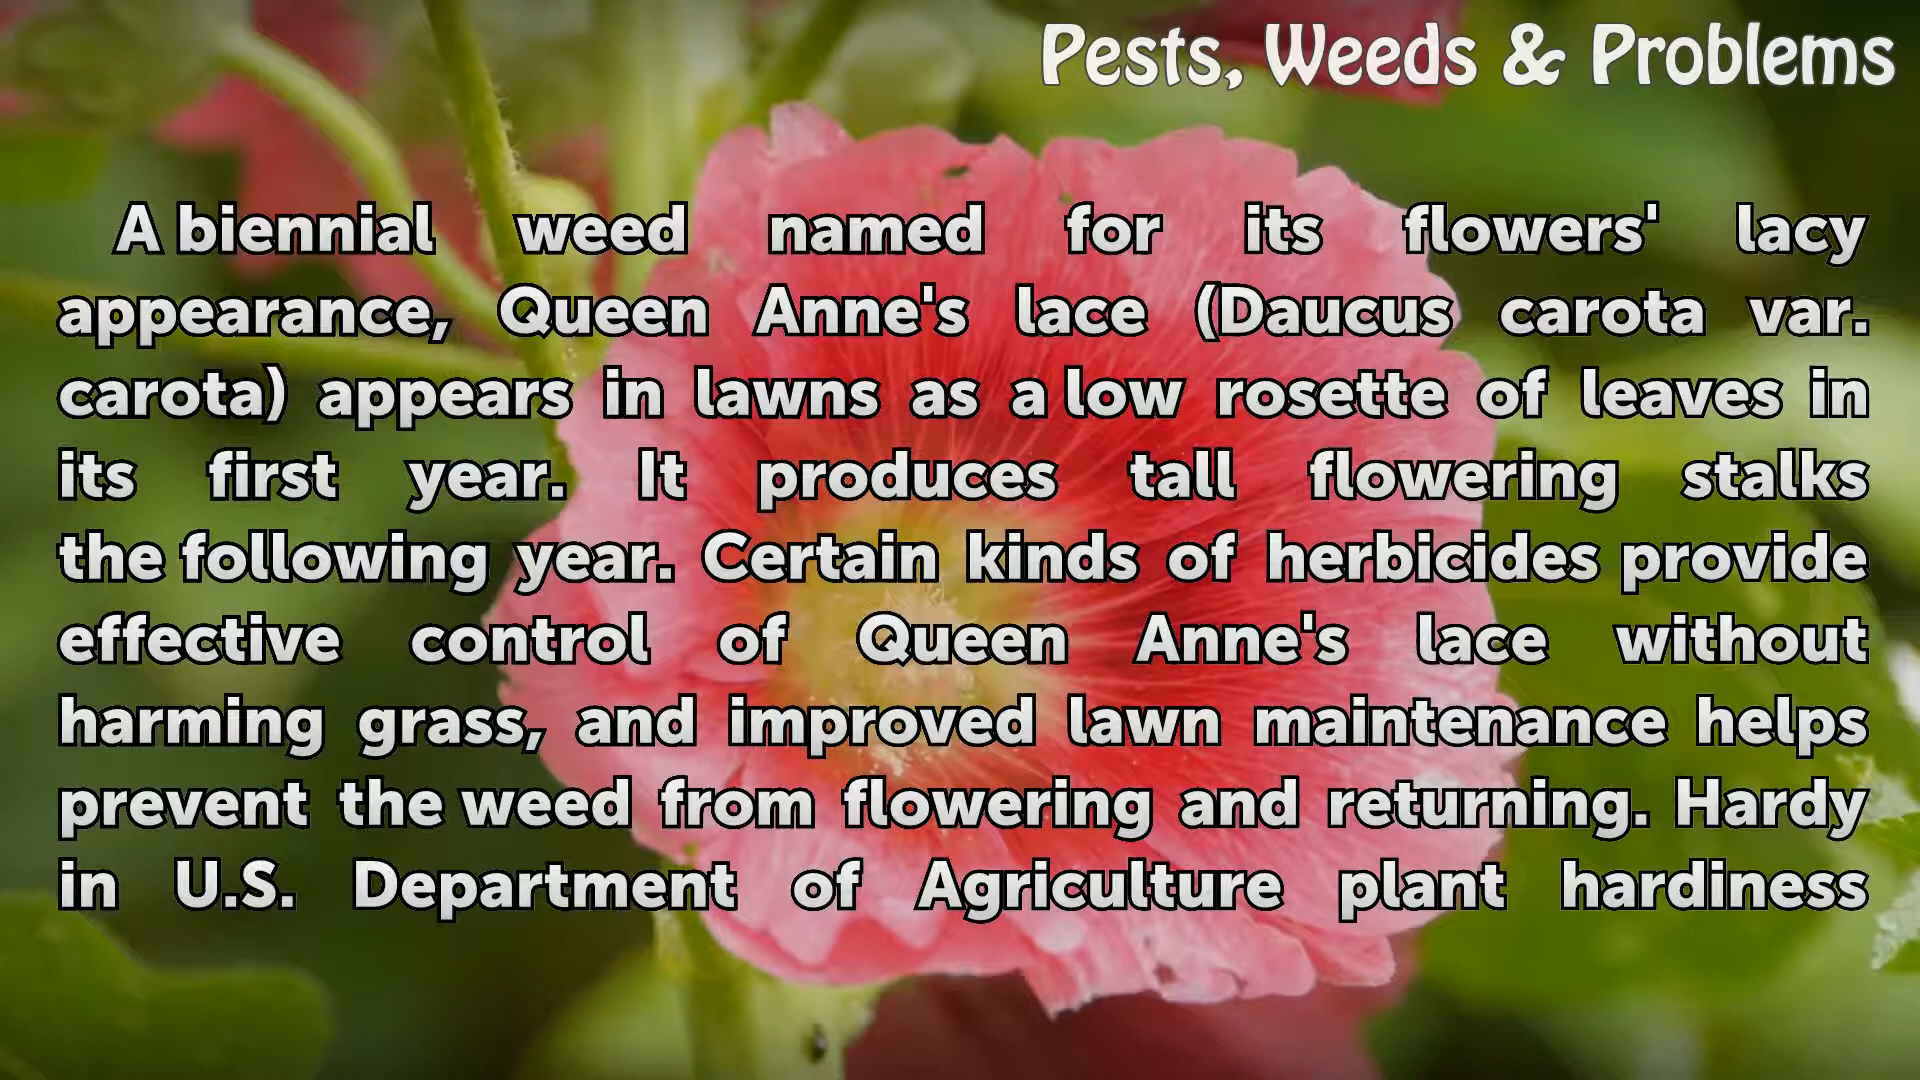 Pests, Weeds & Problems
A biennial weed named for its flowers' lacy
appearance, Queen Anne's lace (Daucus carota var.
carota) appears in lawns as a low rosette of leaves in
its first year. It produces tall flowering stalks
the following year. Certain kinds of herbicides provide
effective control of Queen Anne's lace without
harming grass, and improved lawn maintenance helps
prevent the weed from flowering and returning. Hardy
in U.S. Department of Agriculture plant hardiness